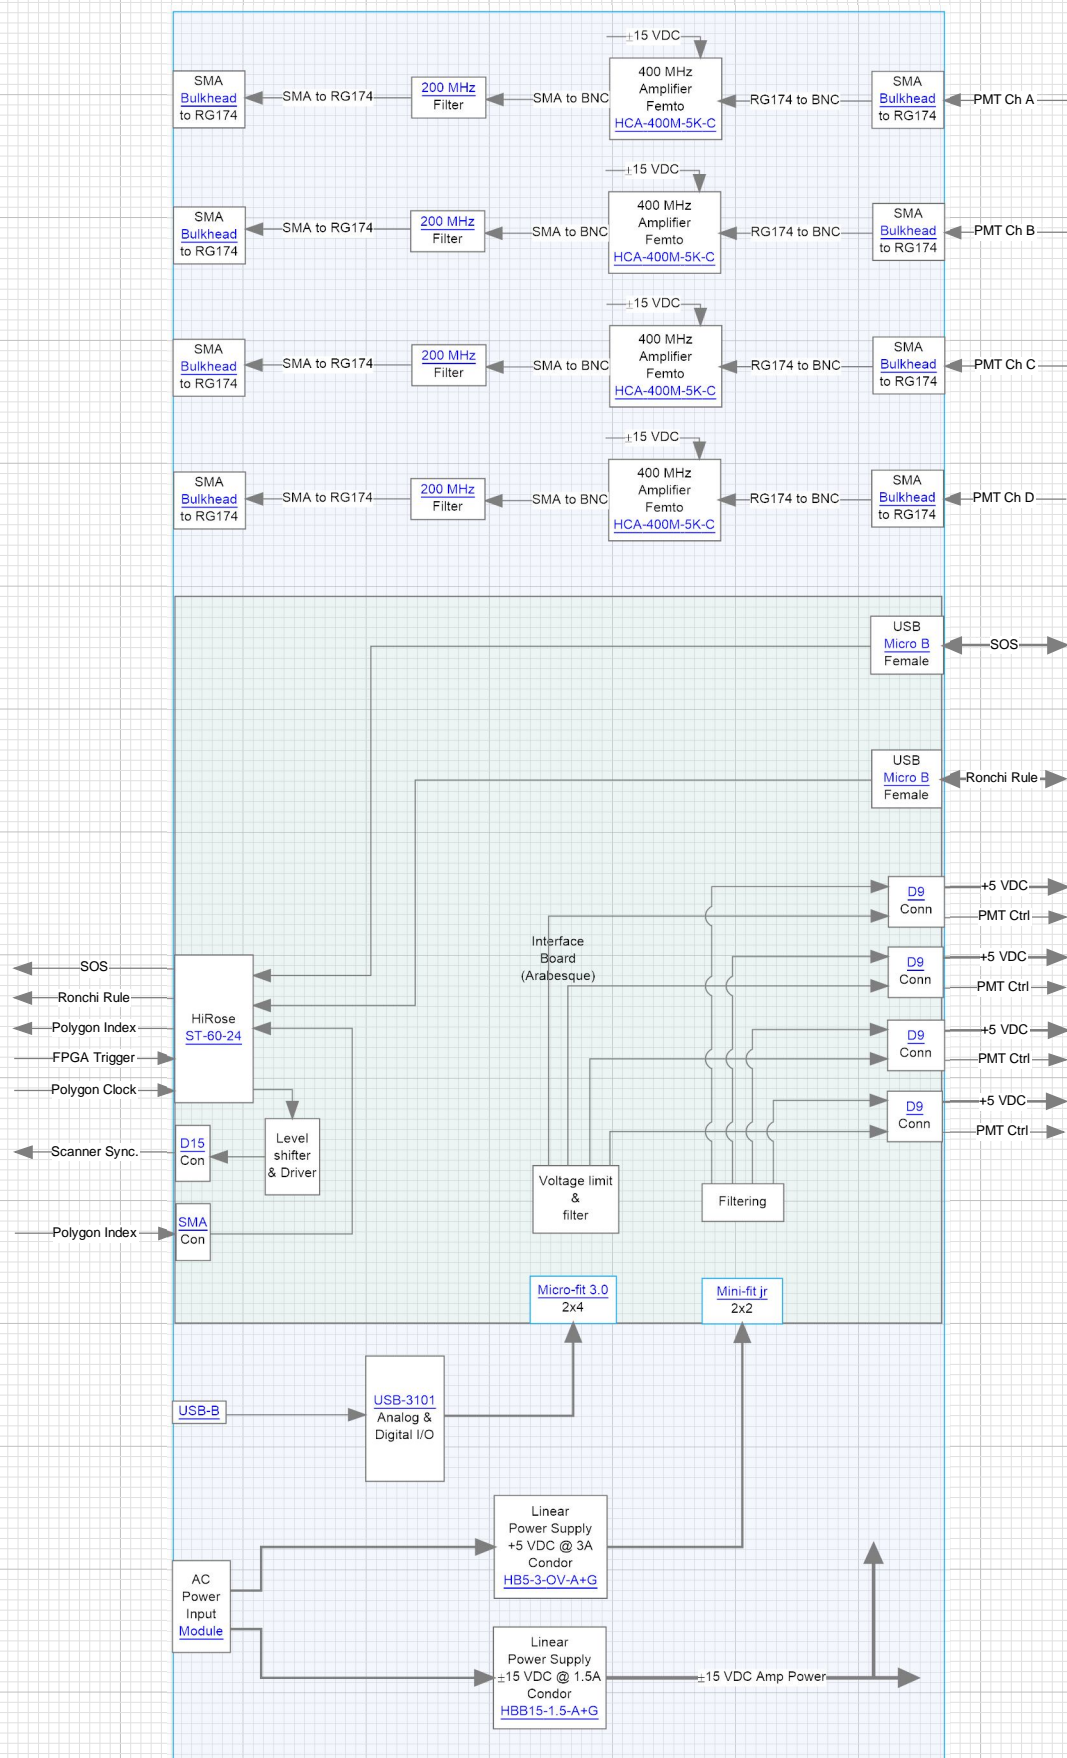 ±15 VDC
SMA
Bulkhead
to RG174
SMA to RG174
200 MHz
Filter
SMA to BNC
400 MHz
Amplifier
Femto
HCA-400M-5K-C
RG174 to BNC
SMA
Bulkhead
to RG174
PMT Ch A
±15 VDC
SMA
Bulkhead
to RG174
SMA to RG174
200 MHz
Filter
SMA to BNC
400 MHz
Amplifier
Femto
HCA-400M-5K-C
RG174 to BNC
SMA
Bulkhead
to RG174
PMT Ch B
±15 VDC
SMA
Bulkhead
to RG174
SMA to RG174
200 MHz
Filter
SMA to BNC
400 MHz
Amplifier
Femto
HCA-400M-5K-C
RG174 to BNC
SMA
Bulkhead
to RG174
PMT Ch C
±15 VDC
SMA
Bulkhead
to RG174
SMA to RG174
200 MHz
Filter
SMA to BNC
400 MHz
Amplifier
Femto
HCA-400M-5K-C
RG174 to BNC
SMA
Bulkhead
to RG174
PMT Ch D
USB
Micro B
Female
SOS
USB
Micro B
Female
Ronchi Rule
D9
Conn
+5 VDC
PMT Ctrl
Interface
Board
(Arabesque)
D9
Conn
+5 VDC
PMT Ctrl
D9
Conn
+5 VDC
PMT Ctrl
D9
Conn
+5 VDC
PMT Ctrl
SOS
Ronchi Rule
Polygon Index
FPGA Trigger
Polygon Clock
HiRose
ST-60-24
Scanner Sync.
D15
Con
Level
shifter
& Driver
Polygon Index
SMA
Con
Voltage limit
&
filter
Filtering
Micro-fit 3.0
2x4
Mini-fit jr
2x2
USB-B
USB-3101
Analog &
Digital I/O
Linear
Power Supply
+5 VDC @ 3A
Condor
HB5-3-OV-A+G
AC
Power
Input
Module
Linear
Power Supply
±15 VDC @ 1.5A
Condor
HBB15-1.5-A+G
±15 VDC Amp Power